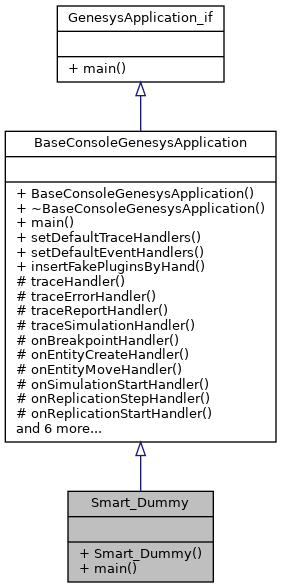 GenesysApplication_if
+ main()
BaseConsoleGenesysApplication
+ BaseConsoleGenesysApplication()
+ ~BaseConsoleGenesysApplication()
+ main()
+ setDefaultTraceHandlers()
+ setDefaultEventHandlers()
+ insertFakePluginsByHand()
# traceHandler()
# traceErrorHandler()
# traceReportHandler()
# traceSimulationHandler()
# onBreakpointHandler()
# onEntityCreateHandler()
# onEntityMoveHandler()
# onSimulationStartHandler()
# onReplicationStepHandler()
# onReplicationStartHandler()
and 6 more...
Smart_Dummy
+ Smart_Dummy()
+ main()